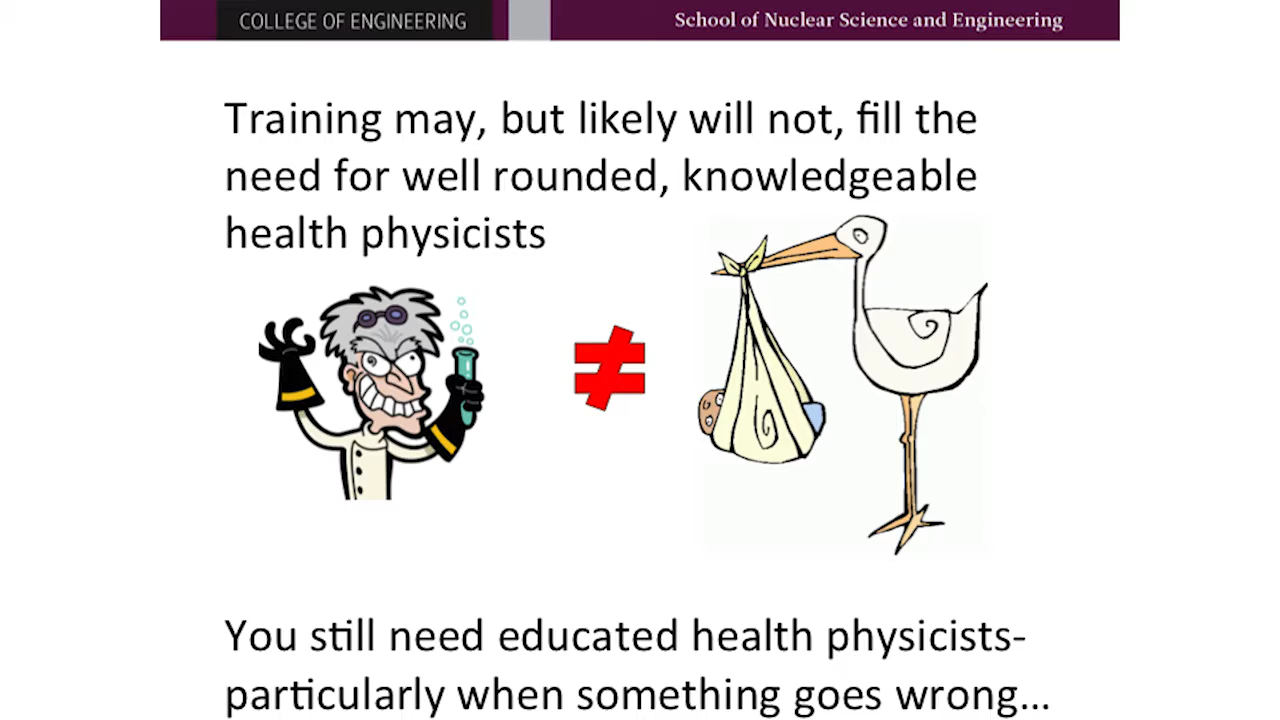 COLLEGE OF ENGINEERING
School of Nuclear Science and Engineering
Training may, but likely will not, fill the
need for well rounded, knowledgeable
health physicists
≠
You still need educated health physicists-
particularly when something goes wrong…